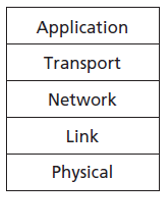 Application
Transport
Network
Link
Physical